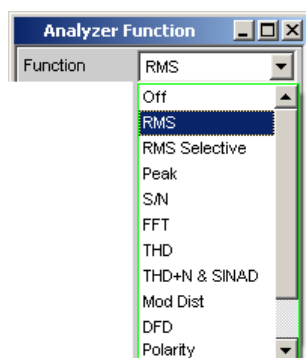 Analyzer Function
Function RMS
Off
RMS
RMS Selective
Peak
S/N
FFT
THD
THD+N & SINAD
Mod Dist
DFD
Polarity